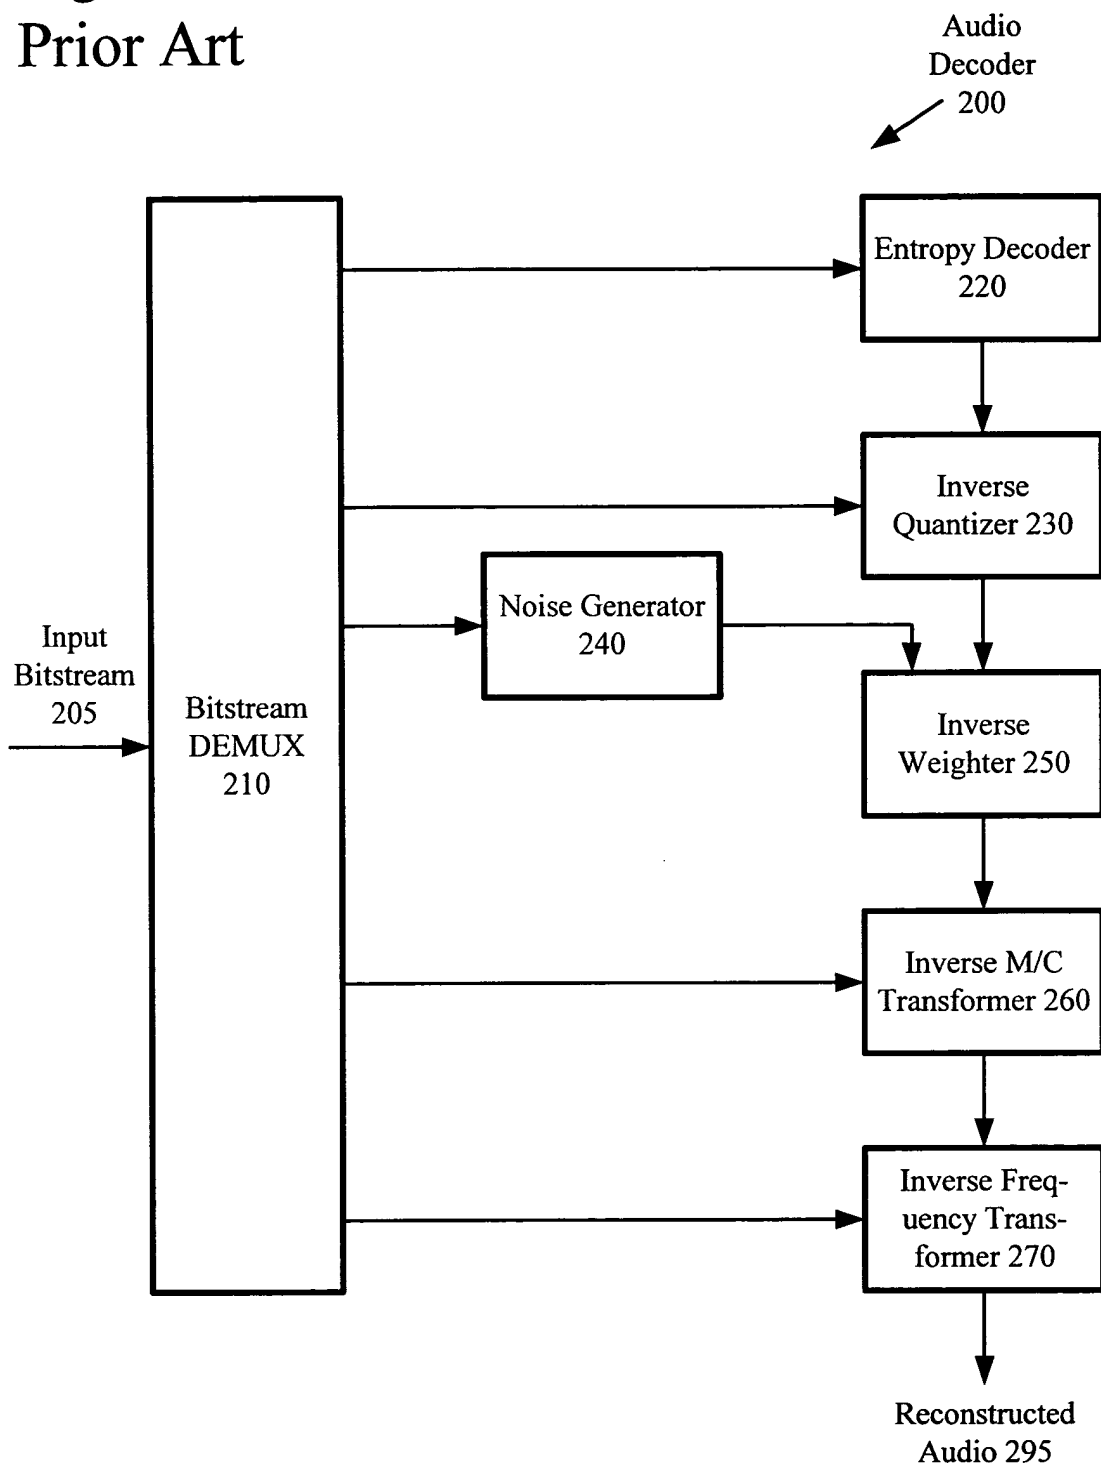 Prior Art
Audio
Decoder
200
Entropy Decoder
220
Inverse
Quantizer 230
Noise Generator
240
Input
Bitstream
205
Bitstream
DEMUX
210
Inverse
Weighter 250
Inverse M/C
Transformer 260
Inverse Freq-
uency Trans-
former 270
Reconstructed
Audio 295